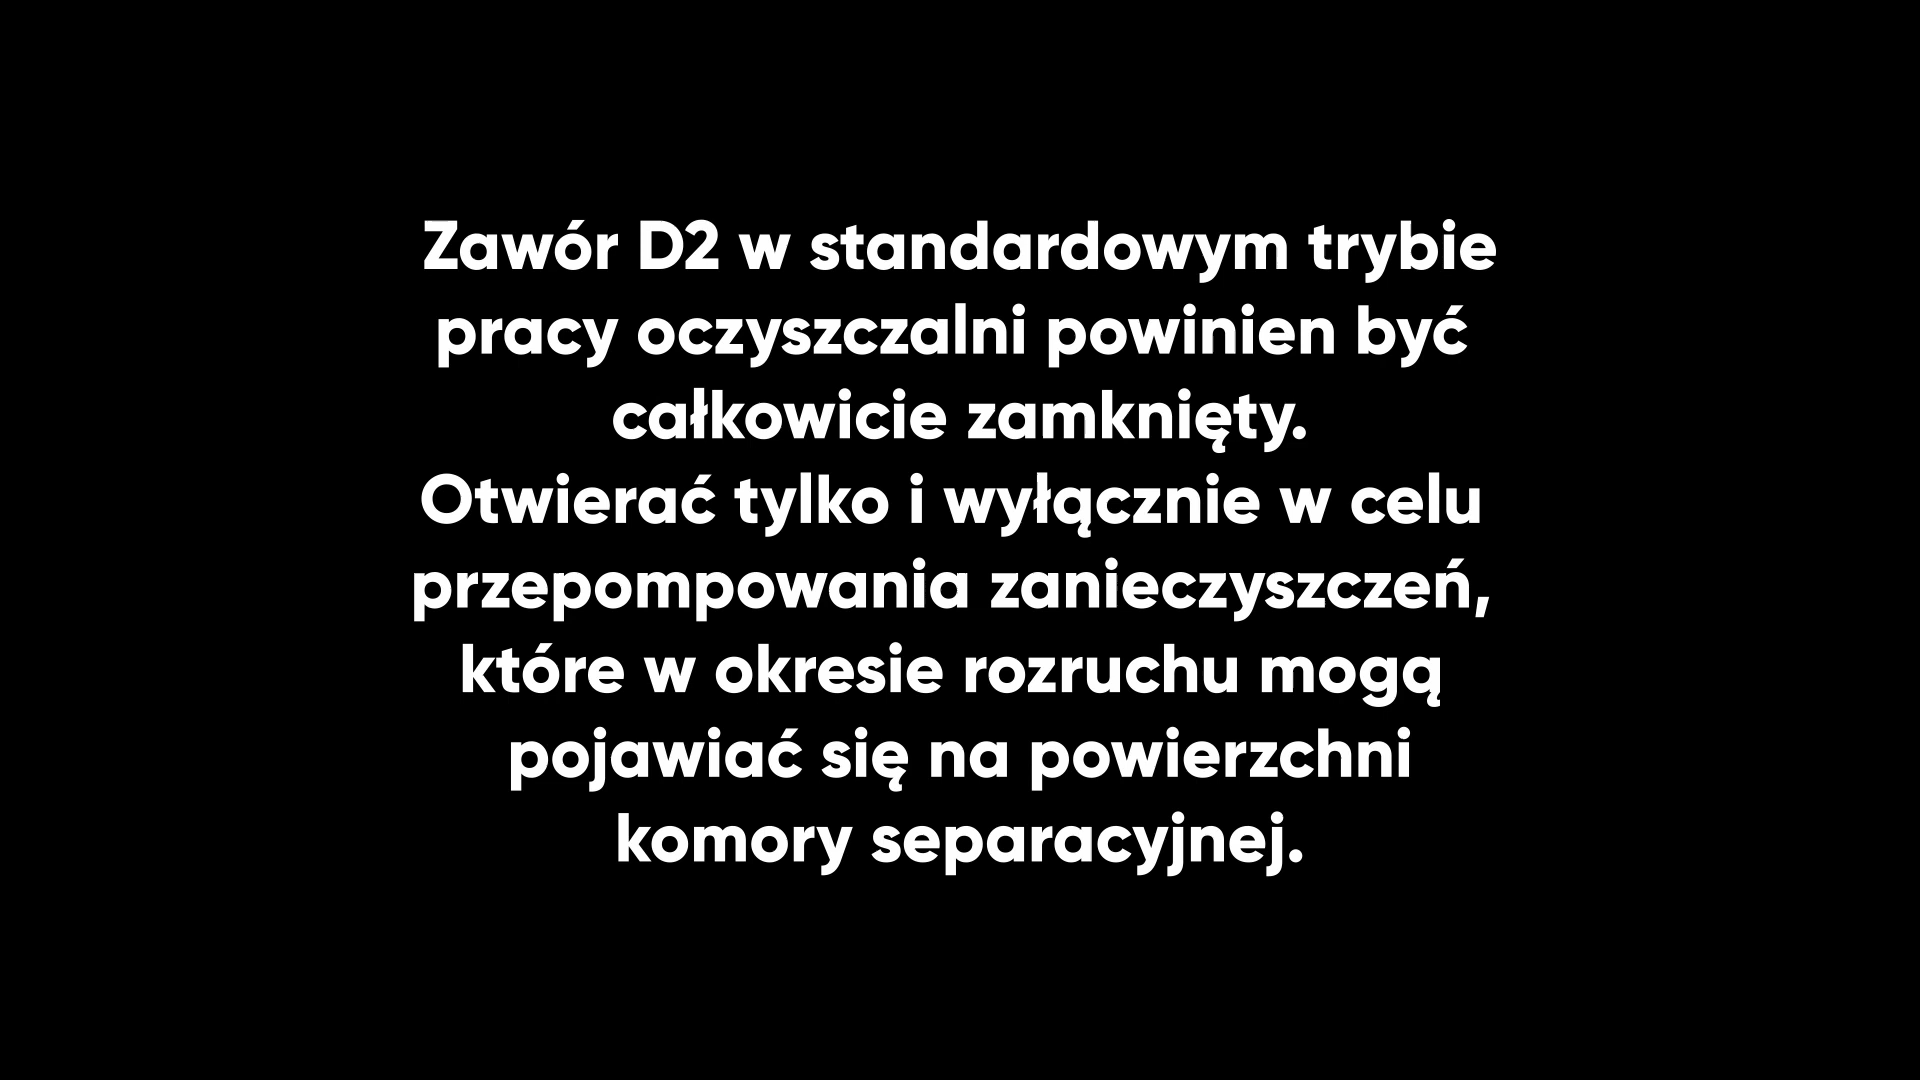 Zawór D2 w standardowym trybie
pracy oczyszczalni powinien być
całkowicie zamknięty.
Otwierać tylko i wyłącznie w celu
przepompowania zanieczyszczeń,
które w okresie rozruchu mogą
pojawiać się na powierzchni
komory separacyjnej.